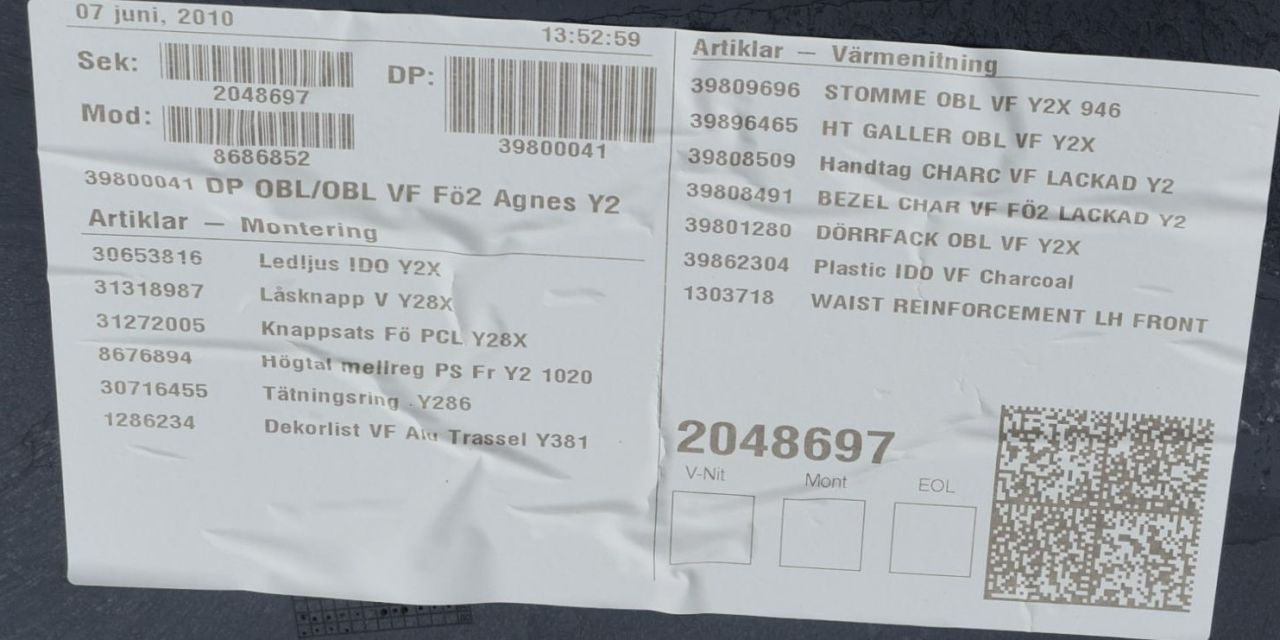 07 juni, 2010
13:52:59
Sek:
2048697
DP:
39800041
Mod:
8686852
39800041 DP OBL/OBL VF Fö2 Agnes Y2
Artiklar — Montering
30653816 Ledljus IDO Y2X
31318987 Låsknapp V Y28X
31272005 Knappsats Fö PCL Y28X
8676894 Högtal mellreg PS Fr Y2 1020
30716455 Tätningsring Y286
1286234 Dekorlist VF Alu Trassel Y381
Artiklar — Värmenitning
39809696 STOMME OBL VF Y2X 946
39896465 HT GALLER OBL VF Y2X
39808509 Handtag CHARC VF LACKAD Y2
39808491 BEZEL CHAR VF FÖ2 LACKAD Y2
39801280 DÖRRFACK OBL VF Y2X
39862304 Plastic IDO VF Charcoal
1303718 WAIST REINFORCEMENT LH FRONT
2048697
V-Nit Mont EOL